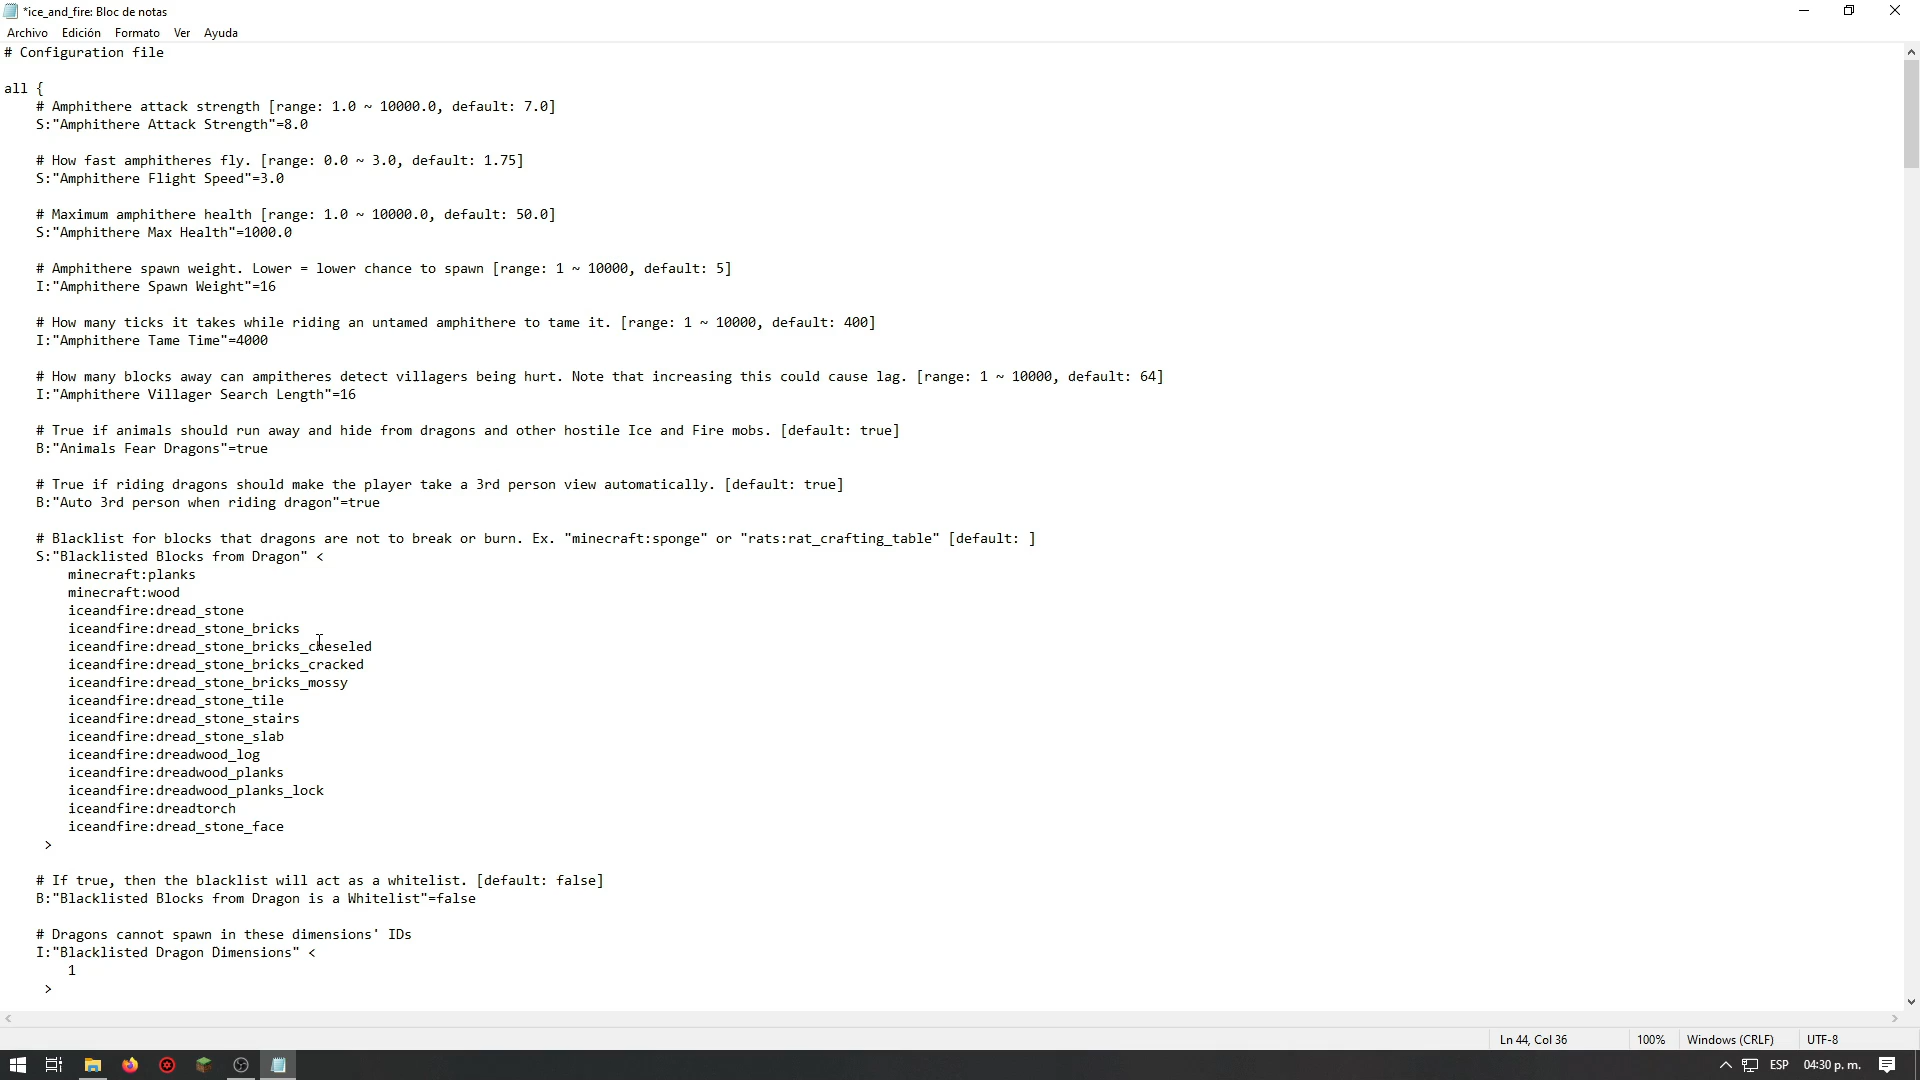 *ice_and_fire: Bloc de notas
Archivo Edición Formato Ver Ayuda
# Configuration file
all {
# Amphithere attack strength [range: 1.0 ~ 10000.0, default: 7.0]
S:"Amphithere Attack Strength"=8.0
# How fast amphitheres fly. [range: 0.0 ~ 3.0, default: 1.75]
S:"Amphithere Flight Speed"=3.0
# Maximum amphithere health [range: 1.0 ~ 10000.0, default: 50.0]
S:"Amphithere Max Health"=1000.0
# Amphithere spawn weight. Lower = lower chance to spawn [range: 1 ~ 10000, default: 5]
I:"Amphithere Spawn Weight"=16
# How many ticks it takes while riding an untamed amphithere to tame it. [range: 1 ~ 10000, default: 400]
I:"Amphithere Tame Time"=4000
# How many blocks away can ampitheres detect villagers being hurt. Note that increasing this could cause lag. [range: 1 ~ 10000, default: 64]
I:"Amphithere Villager Search Length"=16
# True if animals should run away and hide from dragons and other hostile Ice and Fire mobs. [default: true]
B:"Animals Fear Dragons"=true
# True if riding dragons should make the player take a 3rd person view automatically. [default: true]
B:"Auto 3rd person when riding dragon"=true
# Blacklist for blocks that dragons are not to break or burn. Ex. "minecraft:sponge" or "rats:rat_crafting_table" [default: ]
S:"Blacklisted Blocks from Dragon" <
minecraft:planks
minecraft:wood
iceandfire:dread_stone
iceandfire:dread_stone_bricks
iceandfire:dread_stone_bricks_cheseled
iceandfire:dread_stone_bricks_cracked
iceandfire:dread_stone_bricks_mossy
iceandfire:dread_stone_tile
iceandfire:dread_stone_stairs
iceandfire:dread_stone_slab
iceandfire:dreadwood_log
iceandfire:dreadwood_planks
iceandfire:dreadwood_planks_lock
iceandfire:dreadtorch
iceandfire:dread_stone_face
>
# If true, then the blacklist will act as a whitelist. [default: false]
B:"Blacklisted Blocks from Dragon is a Whitelist"=false
# Dragons cannot spawn in these dimensions' IDs
I:"Blacklisted Dragon Dimensions" <
1
>
Ln 44, Col 36 100% Windows (CRLF) UTF-8
ESP 04:30 p. m.